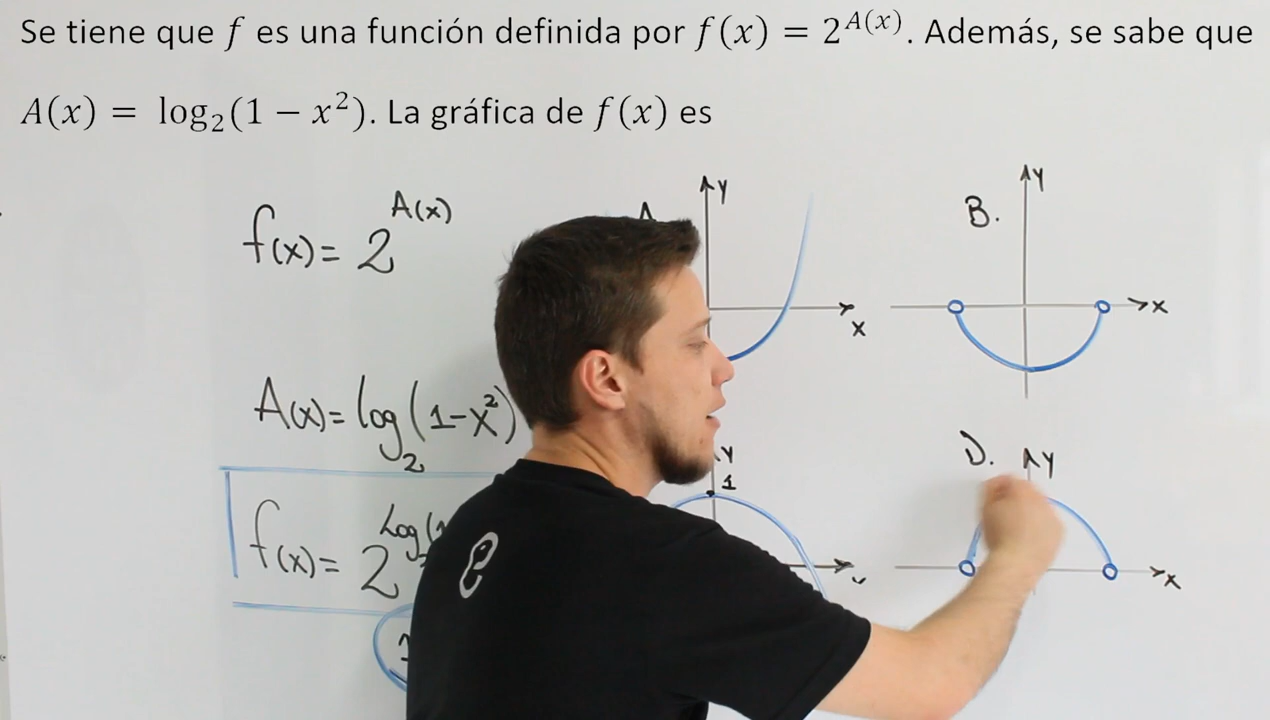 Se tiene que f es una función definida por f(x) = 2^{A(x)}. Además, se sabe que
A(x) = log₂(1 − x²). La gráfica de f(x) es
f(x) = 2^{A(x)}
A(x) = log₂(1-x²)
f(x) = 2^{Log
A
y
x
B.
y
x
y
1
D.
y
x
e